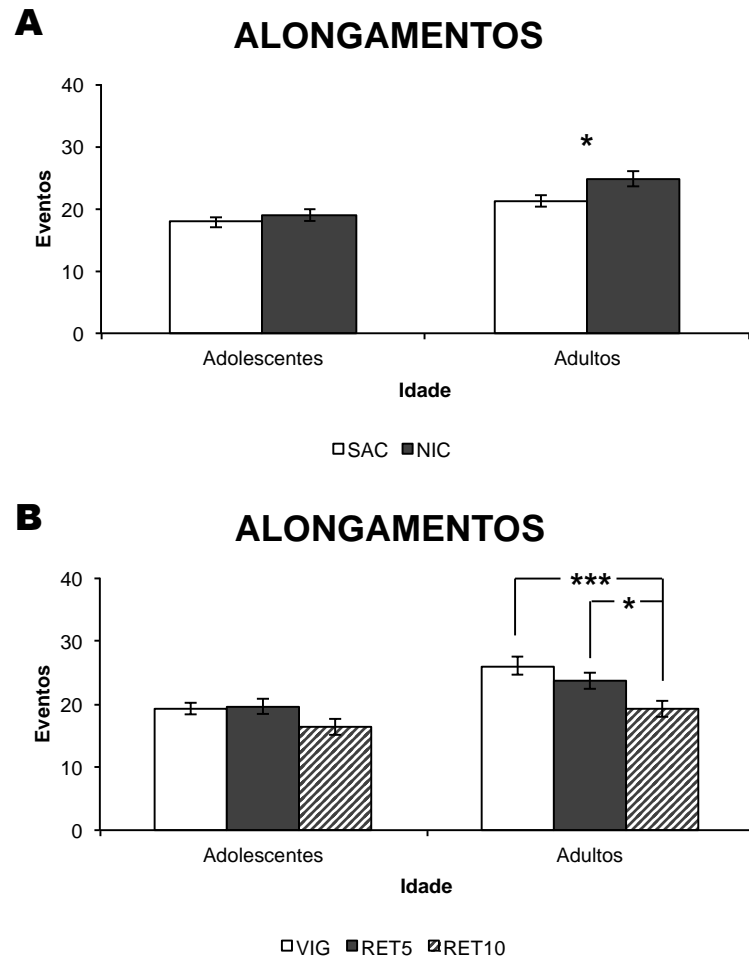 A
ALONGAMENTOS
40
30
20
10
0
Eventos
*
Adolescentes
Adultos
Idade
SAC NIC
B
ALONGAMENTOS
40
30
20
10
0
Eventos
***
*
Adolescentes
Adultos
Idade
VIG RET5 RET10